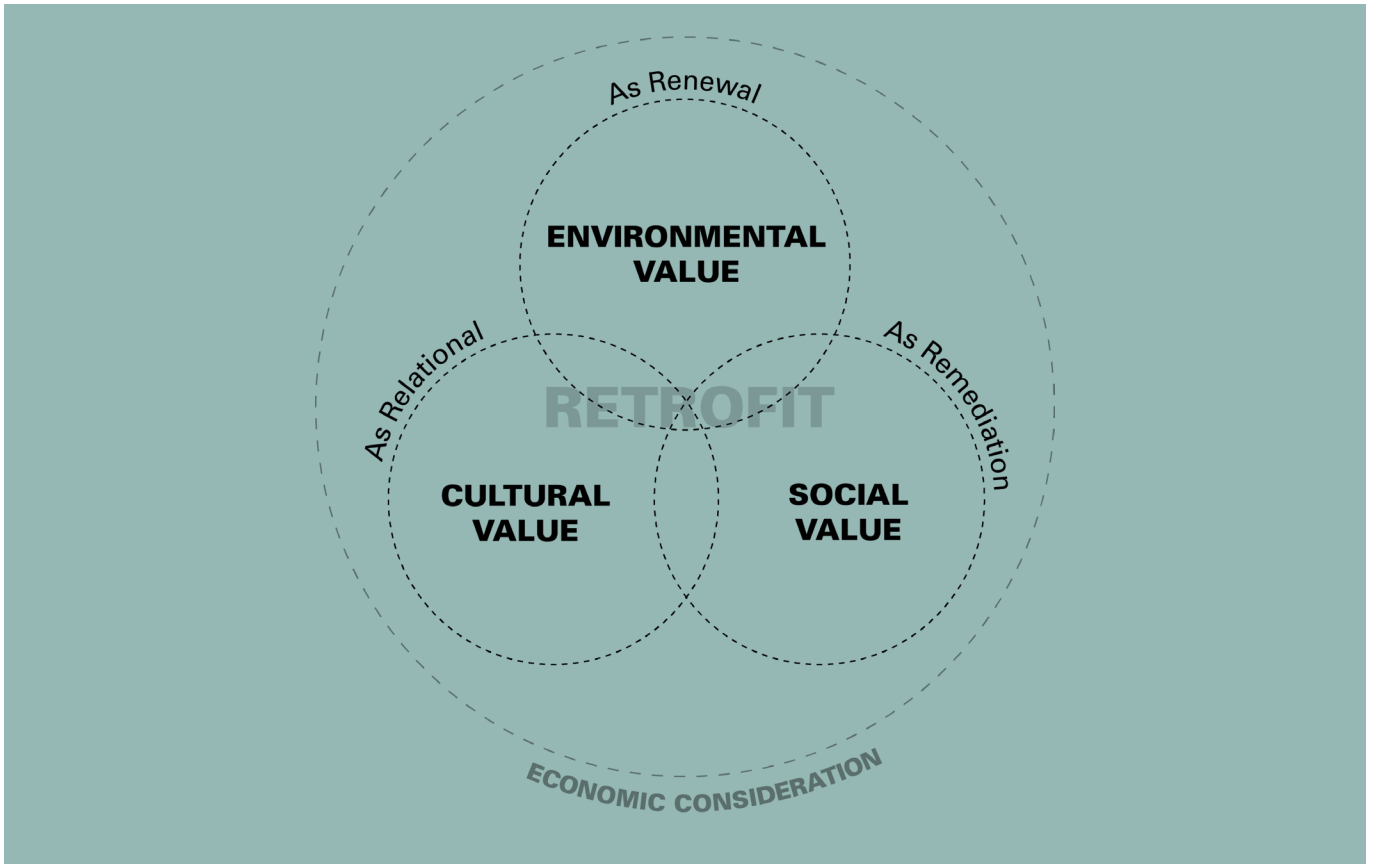 As Renewal
ENVIRONMENTAL
VALUE
As Relational
As Remediation
RETROFIT
CULTURAL
VALUE
SOCIAL
VALUE
ECONOMIC CONSIDERATION